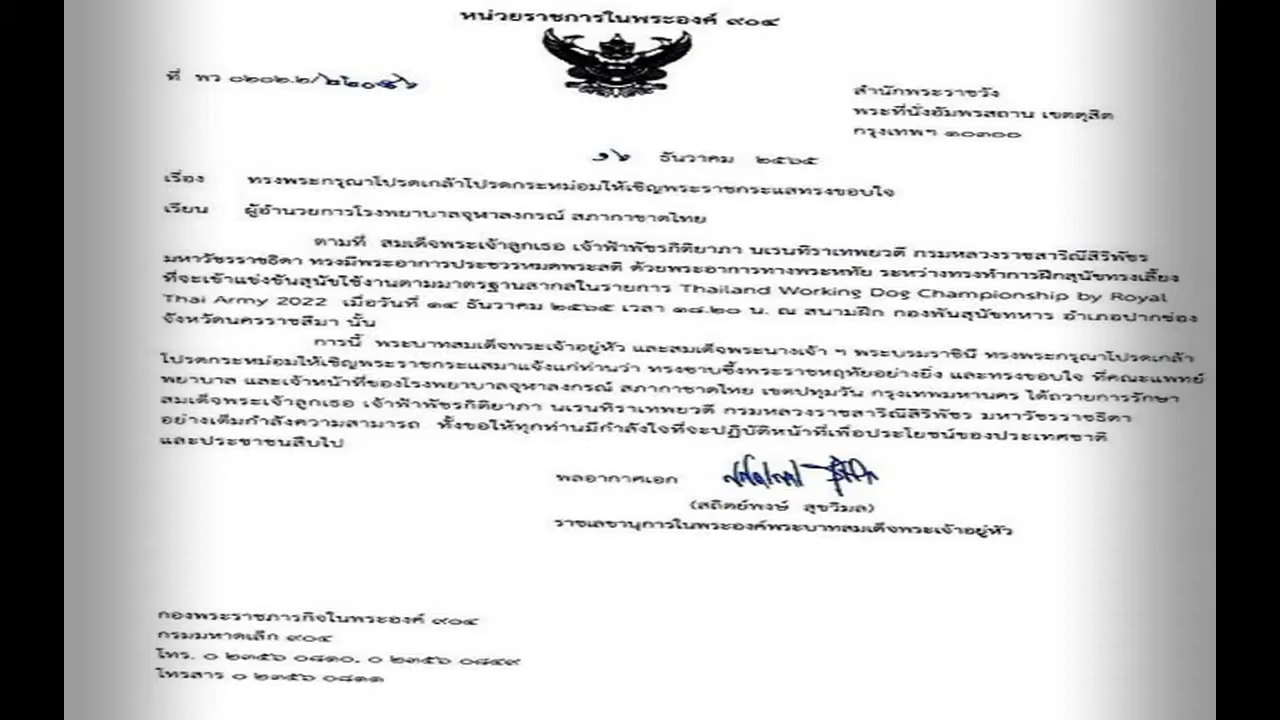 หน่วยราชการในพระองค์ ๙๐๔
ที่ พว ๐๒๐๒.๒/
สำนักพระราชวัง
พระที่นั่งอัมพรสถาน เขตดุสิต
กรุงเทพฯ ๑๐๓๐๐
๑๖ ธันวาคม ๒๕๖๕
เรื่อง ทรงพระกรุณาโปรดเกล้าโปรดกระหม่อมให้เชิญพระราชกระแสทรงขอบใจ
เรียน ผู้อำนวยการโรงพยาบาลจุฬาลงกรณ์ สภากาชาดไทย
ตามที่ สมเด็จพระเจ้าลูกเธอ เจ้าฟ้าพัชรกิติยาภา นเรนทิราเทพยวดี กรมหลวงราชสาริณีสิริพัชร
มหาวัชรราชธิดา ทรงมีพระอาการประชวรหมดพระสติ ด้วยพระอาการทางพระหทัย ระหว่างทรงทำการฝึกสุนัขทรงเลี้ยง
ที่จะเข้าแข่งขันสุนัขใช้งานตามมาตรฐานสากลในรายการ Thailand Working Dog Championship by Royal
Thai Army 2022 เมื่อวันที่ ๑๔ ธันวาคม ๒๕๖๕ เวลา ๑๘.๒๐ น. ณ สนามฝึก กองพันสุนัขทหาร อำเภอปากช่อง
จังหวัดนครราชสีมา นั้น
การนี้ พระบาทสมเด็จพระเจ้าอยู่หัว และสมเด็จพระนางเจ้า ฯ พระบรมราชินี ทรงพระกรุณาโปรดเกล้า
โปรดกระหม่อมให้เชิญพระราชกระแสมาแจ้งแก่ท่านว่า ทรงซาบซึ้งพระราชหฤทัยอย่างยิ่ง และทรงขอบใจ ที่คณะแพทย์
พยาบาล และเจ้าหน้าที่ของโรงพยาบาลจุฬาลงกรณ์ สภากาชาดไทย เขตปทุมวัน กรุงเทพมหานคร ได้ถวายการรักษา
สมเด็จพระเจ้าลูกเธอ เจ้าฟ้าพัชรกิติยาภา นเรนทิราเทพยวดี กรมหลวงราชสาริณีสิริพัชร มหาวัชรราชธิดา
อย่างเต็มกำลังความสามารถ ทั้งขอให้ทุกท่านมีกำลังใจที่จะปฏิบัติหน้าที่เพื่อประโยชน์ของประเทศชาติ
และประชาชนสืบไป
พลอากาศเอก
(สถิตย์พงษ์ สุขวิมล)
ราชเลขานุการในพระองค์พระบาทสมเด็จพระเจ้าอยู่หัว
กองพระราชภารกิจในพระองค์ ๙๐๔
กรมมหาดเล็ก ๙๐๔
โทร. ๐ ๒๓๕๖ ๐๘๑๐, ๐ ๒๓๕๖ ๐๘๔๙
โทรสาร ๐ ๒๓๕๖ ๐๘๑๑